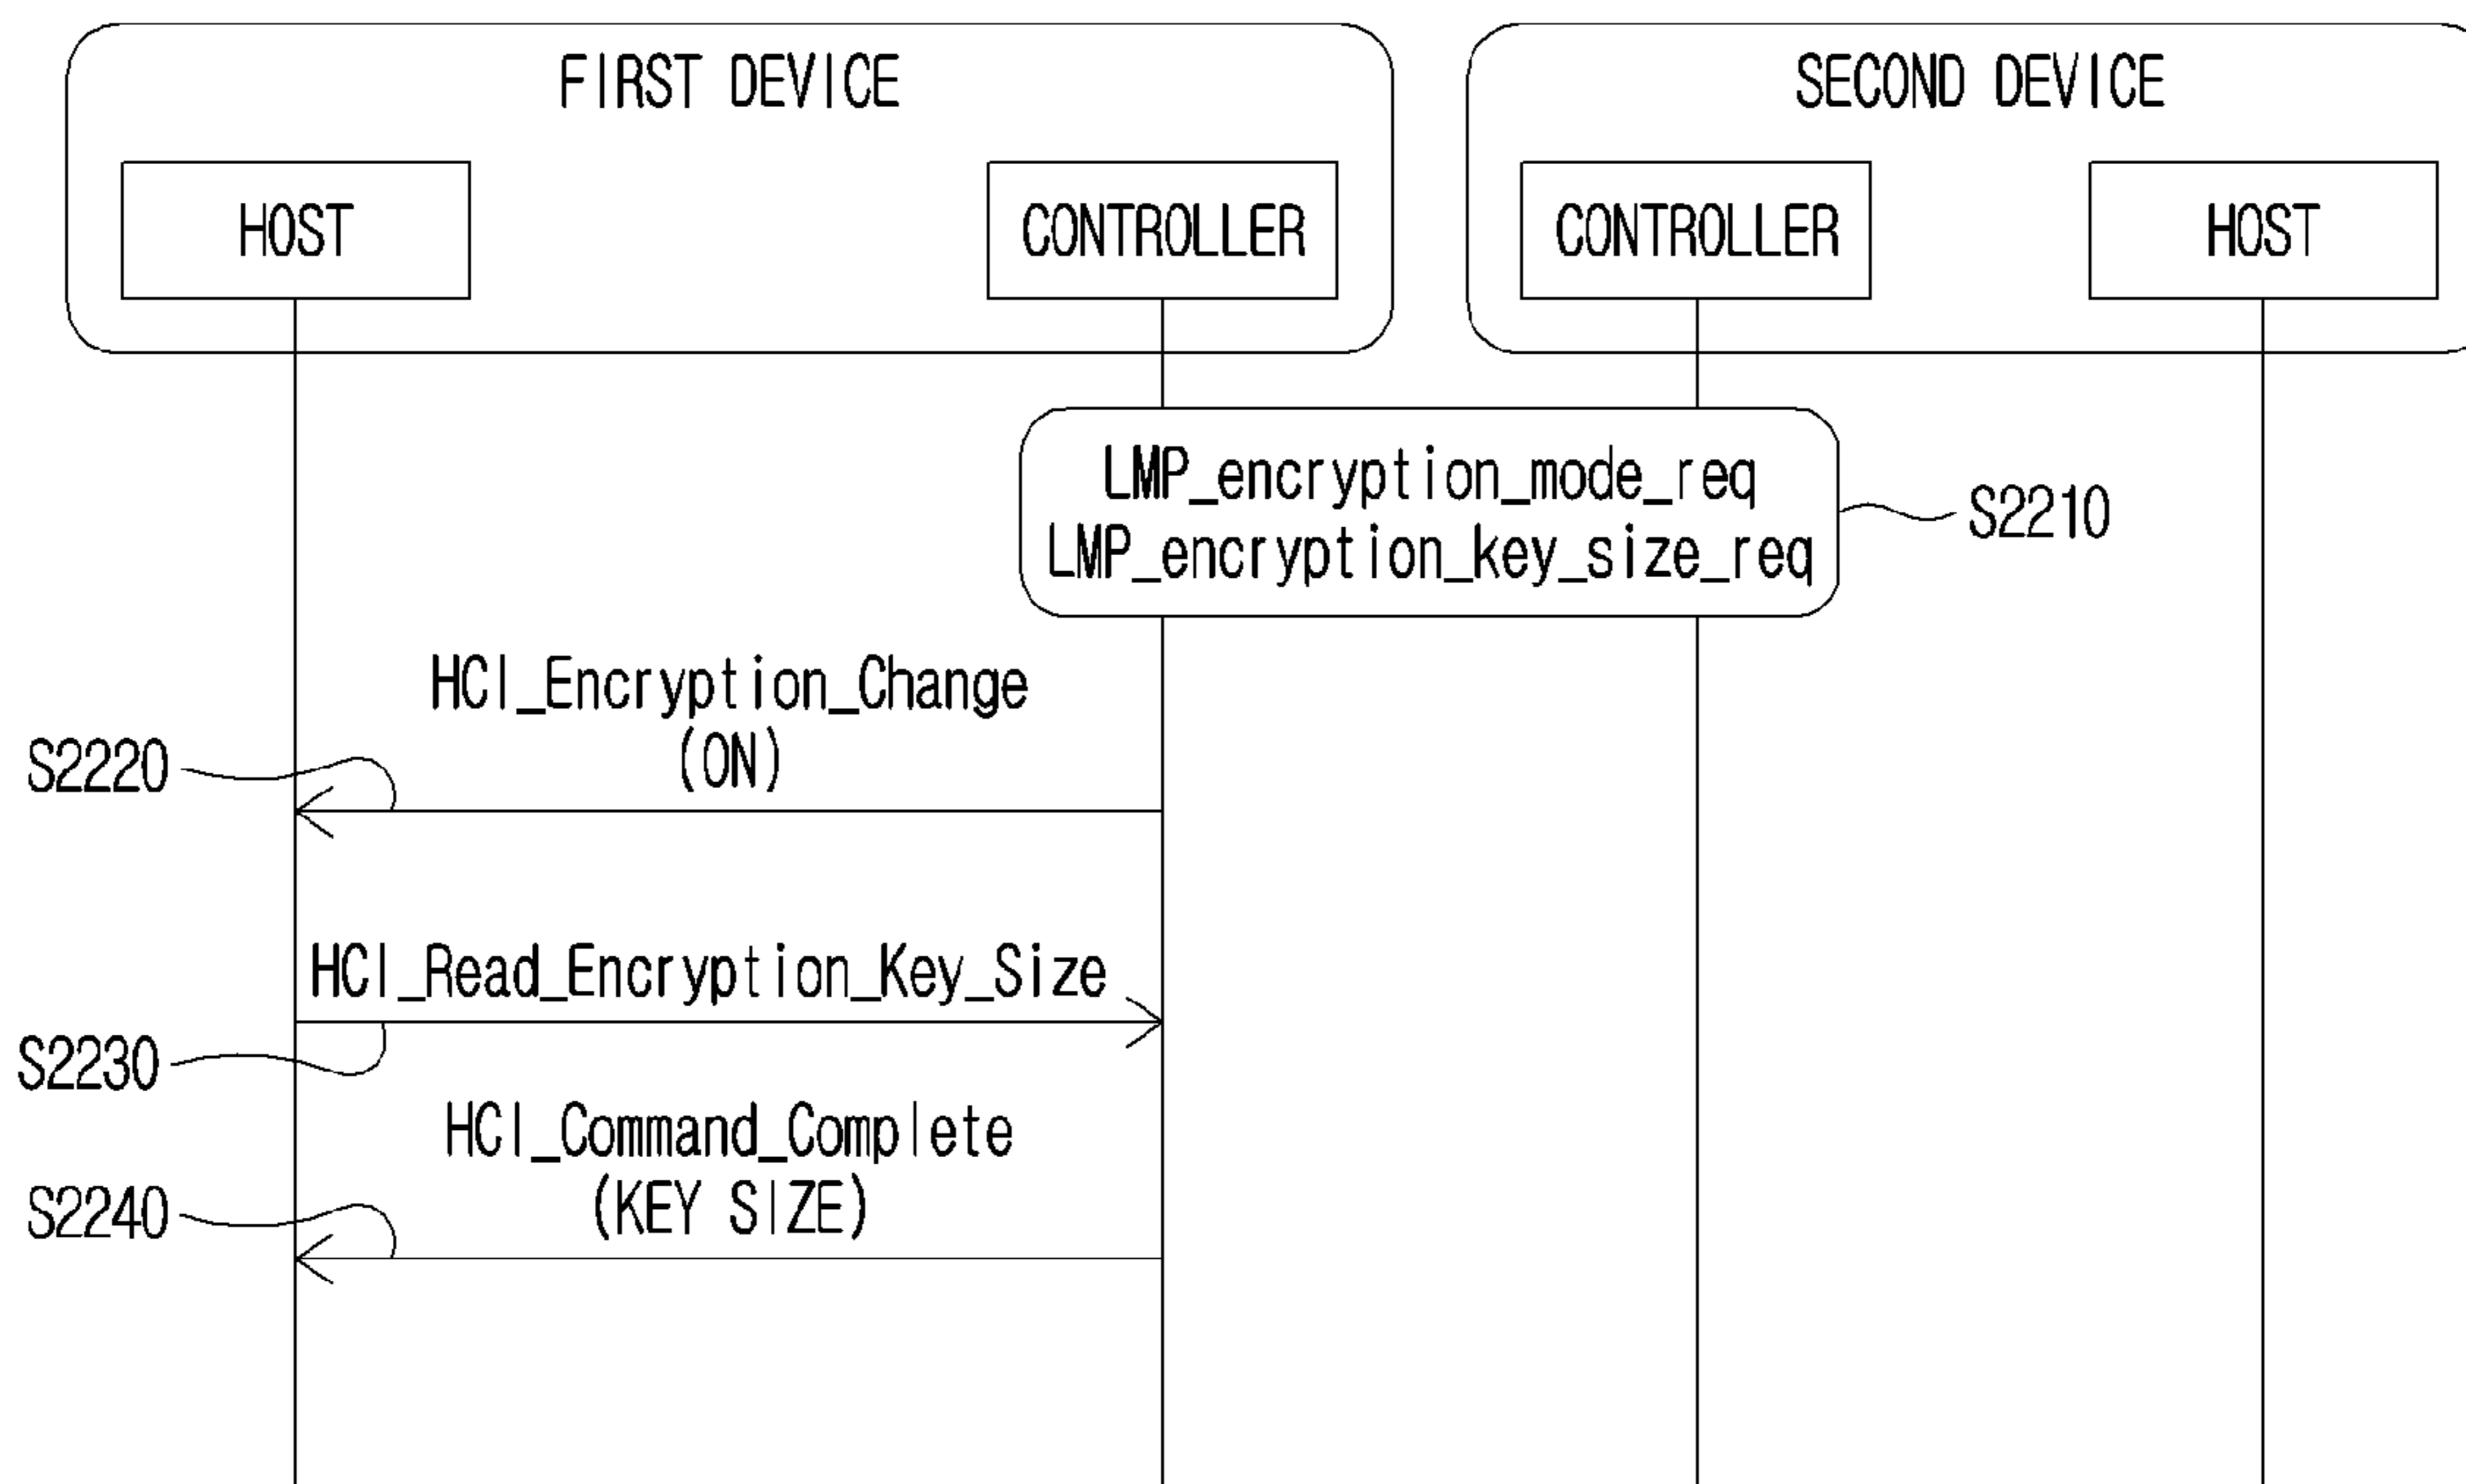 FIRST DEVICE
SECOND DEVICE
HOST
CONTROLLER
CONTROLLER
HOST
LMP_encryption_mode_req
LMP_encryption_key_size_req
S2210
HCI_Encryption_Change
(ON)
S2220
HCI_Read_Encryption_Key_Size
S2230
HCI_Command_Complete
(KEY SIZE)
S2240